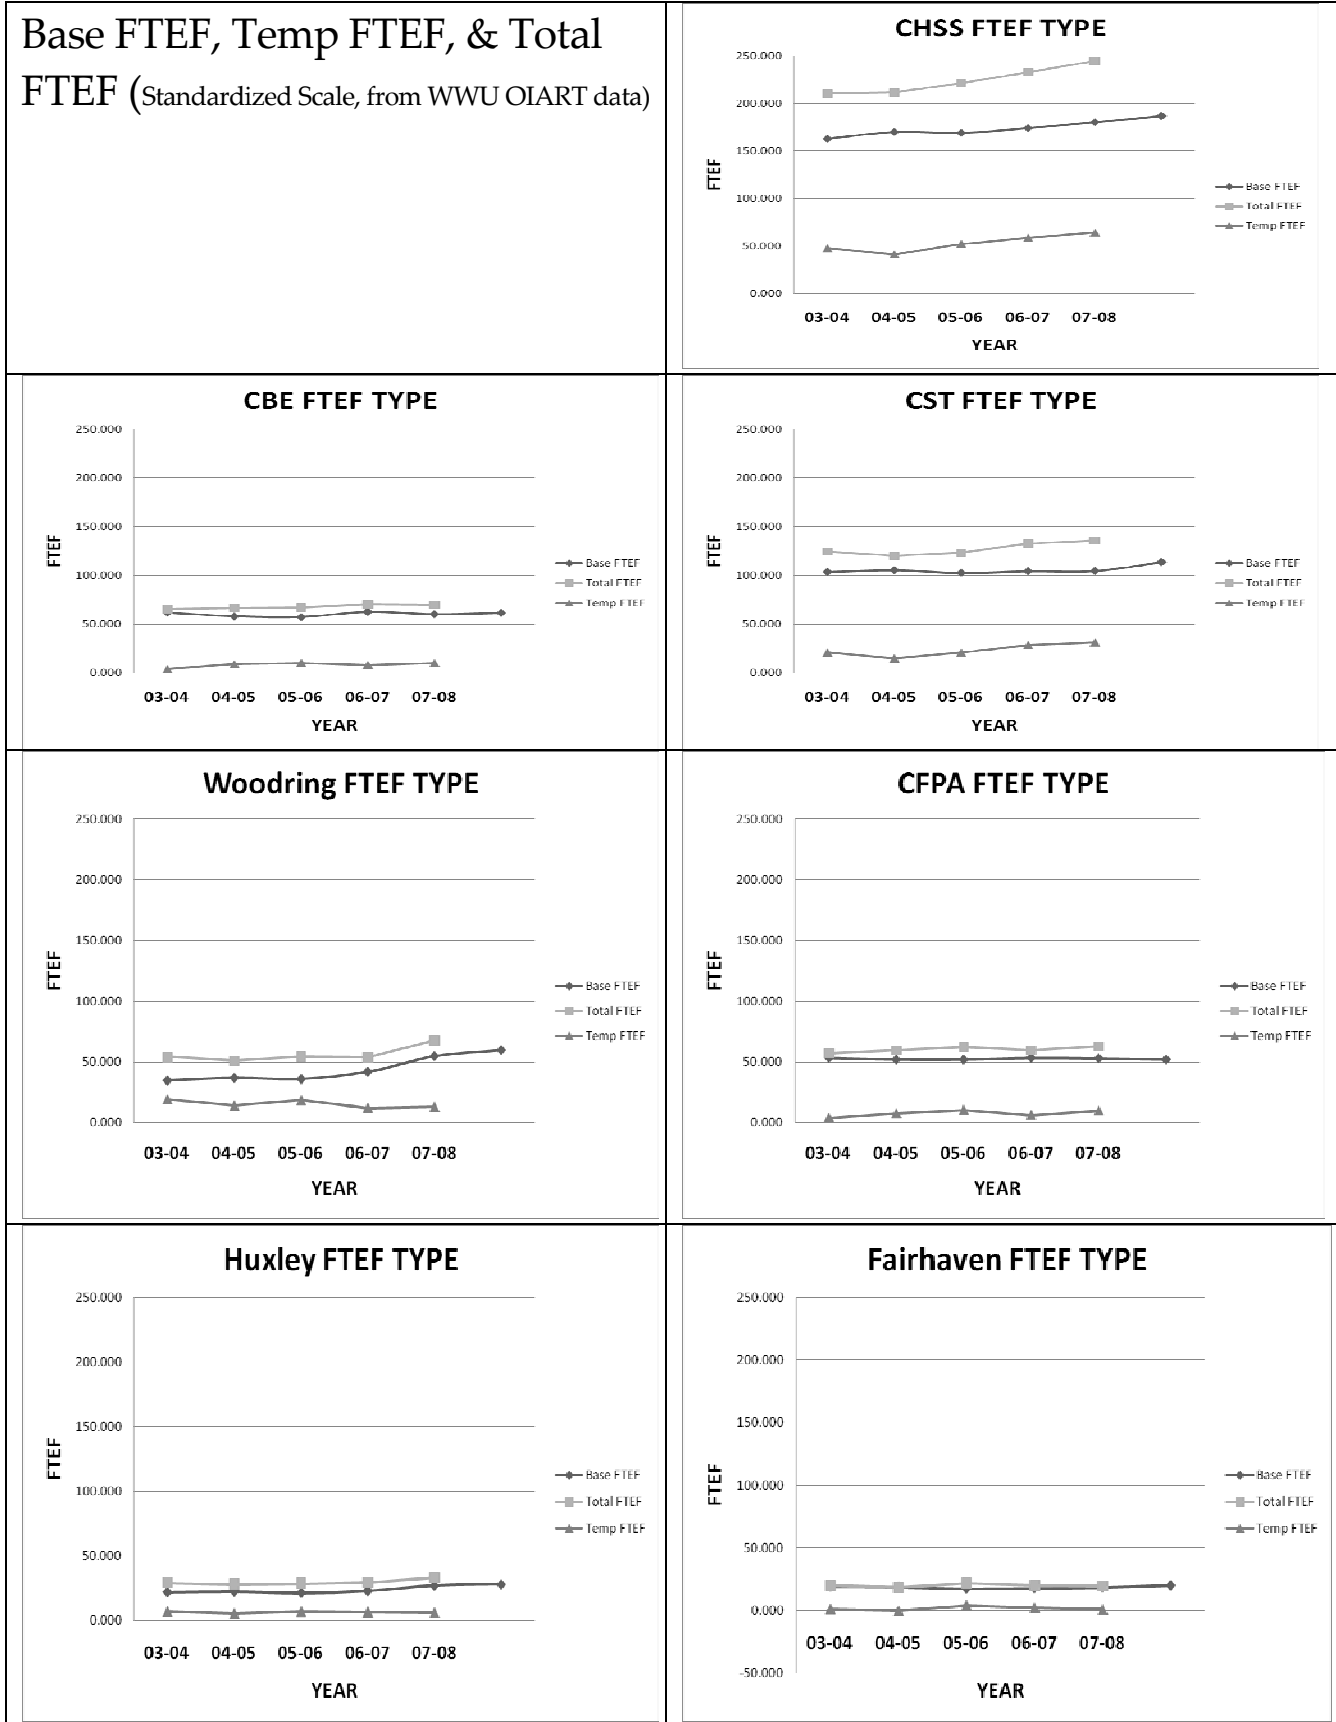 Base FTEF, Temp FTEF, & Total
FTEF (Standardized Scale, from WWU OIART data)
CHSS FTEF TYPE
250.000
200.000
150.000
100.000
50.000
0.000
FTEF
03-04 04-05 05-06 06-07 07-08
YEAR
Base FTEF
Total FTEF
Temp FTEF
CBE FTEF TYPE
250.000
200.000
150.000
100.000
50.000
0.000
FTEF
03-04 04-05 05-06 06-07 07-08
YEAR
Base FTEF
Total FTEF
Temp FTEF
CST FTEF TYPE
250.000
200.000
150.000
100.000
50.000
0.000
FTEF
03-04 04-05 05-06 06-07 07-08
YEAR
Base FTEF
Total FTEF
Temp FTEF
Woodring FTEF TYPE
250.000
200.000
150.000
100.000
50.000
0.000
FTEF
03-04 04-05 05-06 06-07 07-08
YEAR
Base FTEF
Total FTEF
Temp FTEF
CFPA FTEF TYPE
250.000
200.000
150.000
100.000
50.000
0.000
FTEF
03-04 04-05 05-06 06-07 07-08
YEAR
Base FTEF
Total FTEF
Temp FTEF
Huxley FTEF TYPE
250.000
200.000
150.000
100.000
50.000
0.000
FTEF
03-04 04-05 05-06 06-07 07-08
YEAR
Base FTEF
Total FTEF
Temp FTEF
Fairhaven FTEF TYPE
250.000
200.000
150.000
100.000
50.000
0.000
-50.000
FTEF
03-04 04-05 05-06 06-07 07-08
YEAR
Base FTEF
Total FTEF
Temp FTEF